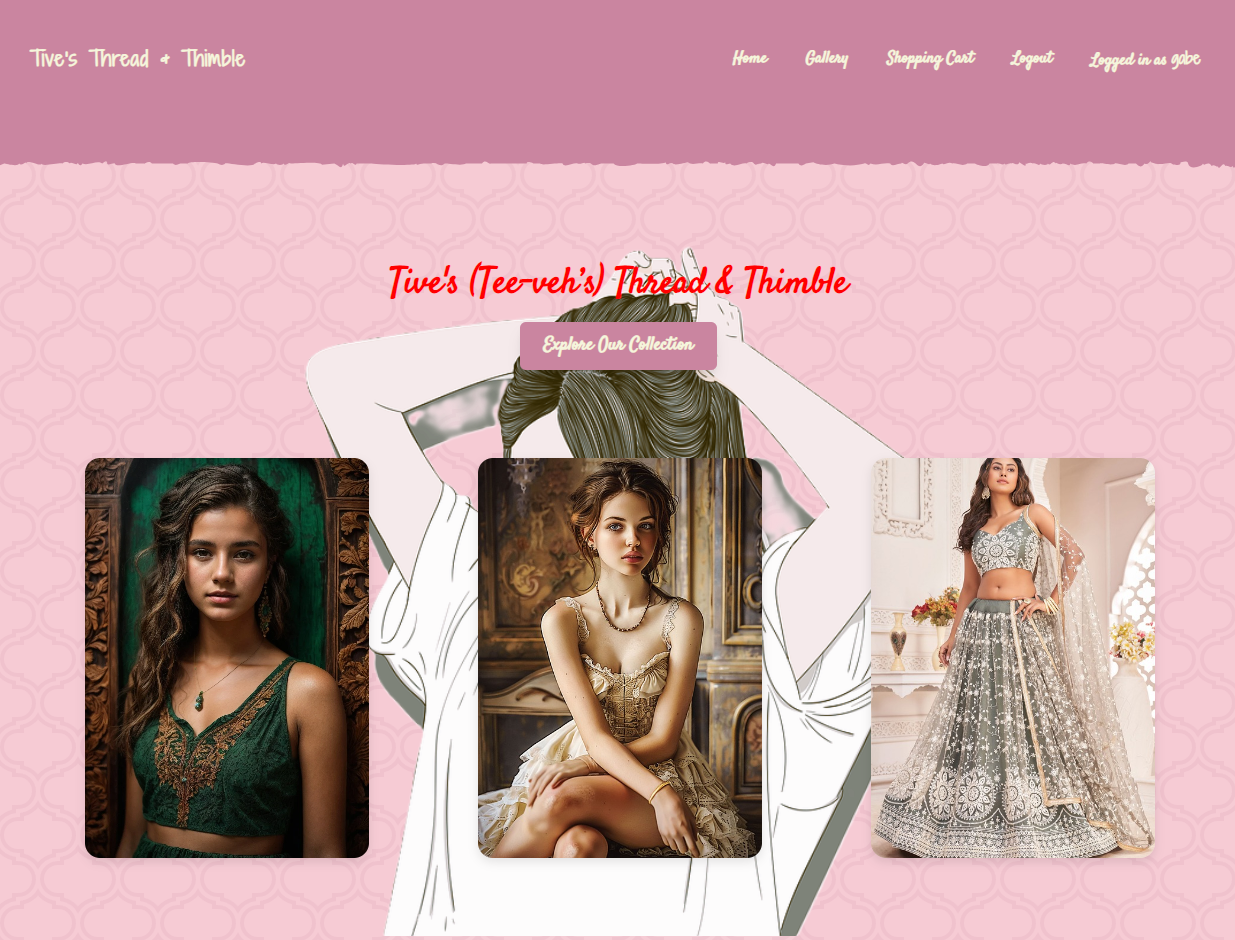 Tive's Thread & Thimble
Home Gallery Shopping Cart Logout Logged in as gobe
Tive's (Tee-veh's) Thread & Thimble
Explore Our Collection